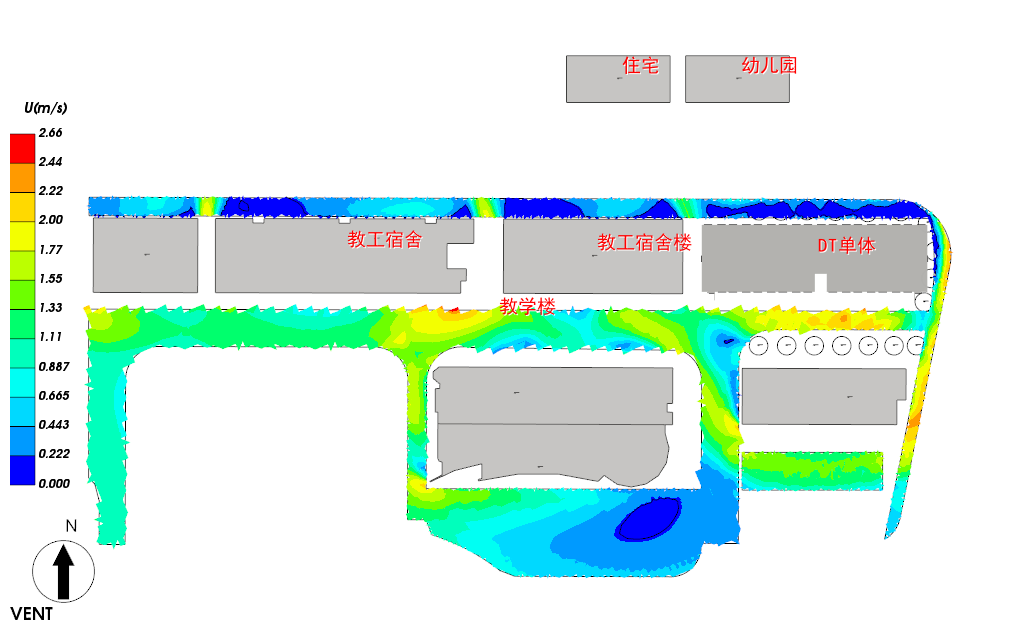 住宅
幼儿园
U(m/s)
2.66
2.44
2.22
2.00
1.77
1.55
1.33
1.11
0.887
0.665
0.443
0.222
0.000
教工宿舍
教工宿舍楼
DT单体
教学楼
N
VENT